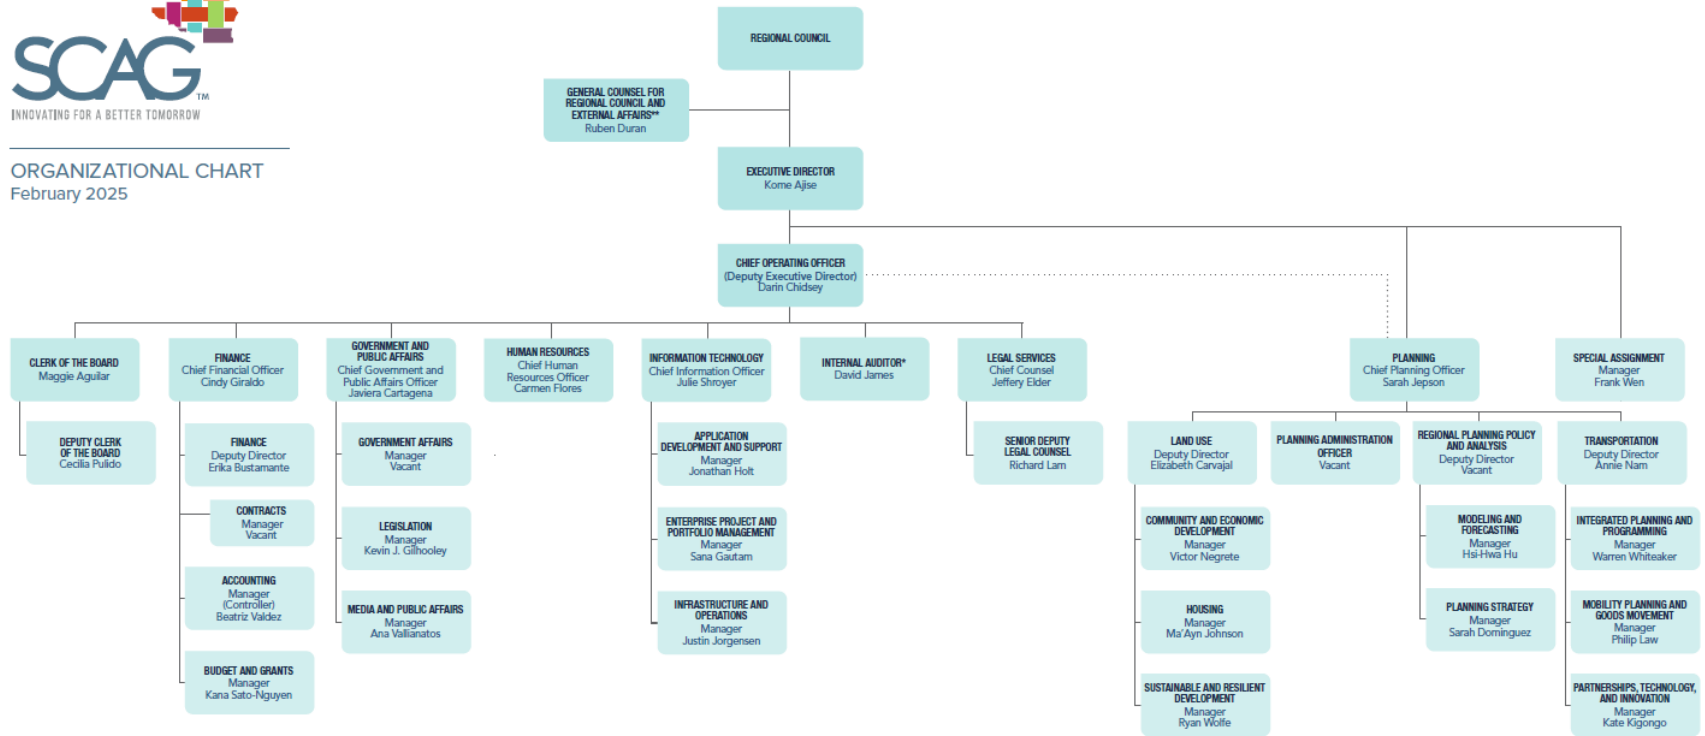 SCAG™
INNOVATING FOR A BETTER TOMORROW
ORGANIZATIONAL CHART
February 2025
REGIONAL COUNCIL
GENERAL COUNSEL FOR
REGIONAL COUNCIL AND
EXTERNAL AFFAIRS**
Ruben Duran
EXECUTIVE DIRECTOR
Kome Ajise
CHIEF OPERATING OFFICER
(Deputy Executive Director)
Darin Chidsey
CLERK OF THE BOARD
Maggie Aguilar
DEPUTY CLERK
OF THE BOARD
Cecilia Pulido
FINANCE
Chief Financial Officer
Cindy Giraldo
FINANCE
Deputy Director
Erika Bustamante
CONTRACTS
Manager
Vacant
ACCOUNTING
Manager
(Controller)
Beatriz Valdez
BUDGET AND GRANTS
Manager
Kana Sato-Nguyen
GOVERNMENT AND
PUBLIC AFFAIRS
Chief Government and
Public Affairs Officer
Javiera Cartagena
GOVERNMENT AFFAIRS
Manager
Vacant
LEGISLATION
Manager
Kevin J. Gilhooley
MEDIA AND PUBLIC AFFAIRS
Manager
Ana Vallianatos
HUMAN RESOURCES
Chief Human
Resources Officer
Carmen Flores
INFORMATION TECHNOLOGY
Chief Information Officer
Julie Shroyer
APPLICATION
DEVELOPMENT AND SUPPORT
Manager
Jonathan Holt
ENTERPRISE PROJECT AND
PORTFOLIO MANAGEMENT
Manager
Sana Gautam
INFRASTRUCTURE AND
OPERATIONS
Manager
Justin Jorgensen
INTERNAL AUDITOR*
David James
LEGAL SERVICES
Chief Counsel
Jeffery Elder
SENIOR DEPUTY
LEGAL COUNSEL
Richard Lam
PLANNING
Chief Planning Officer
Sarah Jepson
LAND USE
Deputy Director
Elizabeth Carvajal
COMMUNITY AND ECONOMIC
DEVELOPMENT
Manager
Victor Negrete
HOUSING
Manager
Ma'Ayn Johnson
SUSTAINABLE AND RESILIENT
DEVELOPMENT
Manager
Ryan Wolfe
PLANNING ADMINISTRATION
OFFICER
Vacant
REGIONAL PLANNING POLICY
AND ANALYSIS
Deputy Director
Vacant
MODELING AND
FORECASTING
Manager
Hsi-Hwa Hu
PLANNING STRATEGY
Manager
Sarah Dominguez
TRANSPORTATION
Deputy Director
Annie Nam
INTEGRATED PLANNING AND
PROGRAMMING
Manager
Warren Whiteaker
MOBILITY PLANNING AND
GOODS MOVEMENT
Manager
Philip Law
PARTNERSHIPS, TECHNOLOGY,
AND INNOVATION
Manager
Kate Kigongo
SPECIAL ASSIGNMENT
Manager
Frank Wen